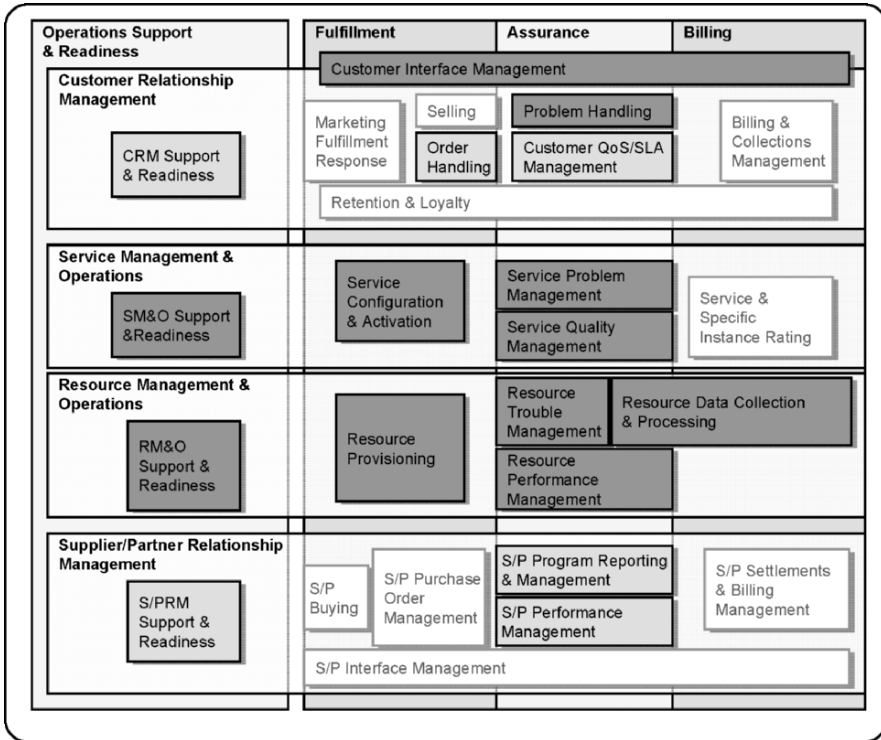 Operations Support
& Readiness
Fulfillment
Assurance
Billing
Customer Interface Management
Customer Relationship
Management
CRM Support
& Readiness
Marketing
Fulfillment
Response
Selling
Order
Handling
Problem Handling
Customer QoS/SLA
Management
Billing &
Collections
Management
Retention & Loyalty
Service Management &
Operations
SM&O Support
&Readiness
Service
Configuration
& Activation
Service Problem
Management
Service Quality
Management
Service &
Specific
Instance Rating
Resource Management &
Operations
RM&O
Support &
Readiness
Resource
Provisioning
Resource
Trouble
Management
Resource Data Collection
& Processing
Resource
Performance
Management
Supplier/Partner Relationship
Management
S/PRM
Support &
Readiness
S/P
Buying
S/P Purchase
Order
Management
S/P Program Reporting
& Management
S/P Performance
Management
S/P Settlements
& Billing
Management
S/P Interface Management